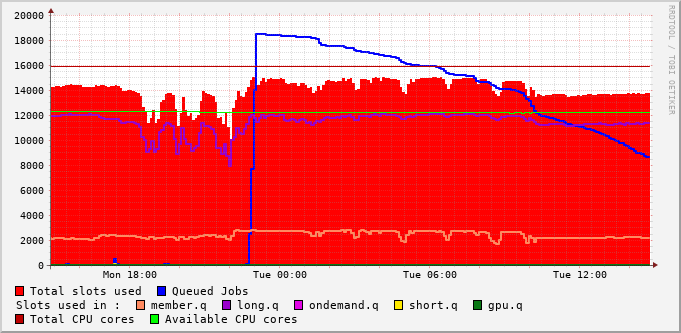 20000
18000
16000
14000
12000
10000
8000
6000
4000
2000
0
Mon 18:00 Tue 00:00 Tue 06:00 Tue 12:00
RRDTOOL / TOBI OETIKER
Total slots used Queued Jobs
Slots used in : member.q long.q ondemand.q short.q gpu.q
Total CPU cores Available CPU cores